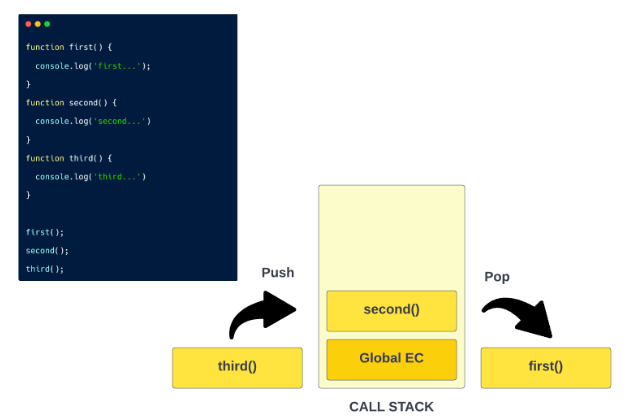 function first() {
console.log('first...');
}
function second() {
console.log('second...')
}
function third() {
console.log('third...')
}
first();
second();
third();
Push
Pop
second()
third()
Global EC
first()
CALL STACK